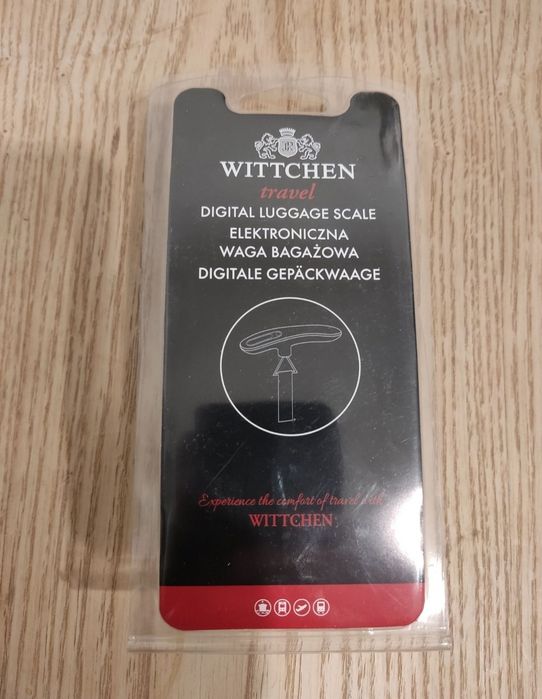 WITTCHEN
travel
DIGITAL LUGGAGE SCALE
ELEKTRONICZNA
WAGA BAGAŻOWA
DIGITALE GEPÄCKWAAGE
Experience the comfort of travel with
WITTCHEN